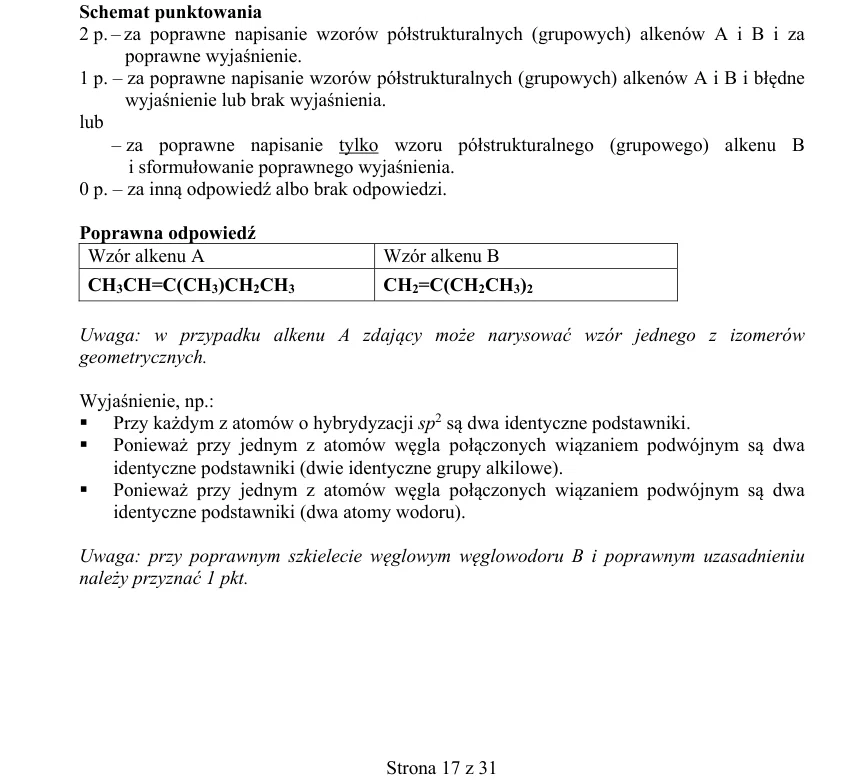 Schemat punktowania
2 p. – za poprawne napisanie wzorów półstrukturalnych (grupowych) alkenów A i B i za
poprawne wyjaśnienie.
1 p. – za poprawne napisanie wzorów półstrukturalnych (grupowych) alkenów A i B i błędne
wyjaśnienie lub brak wyjaśnienia.
lub
– za poprawne napisanie tylko wzoru półstrukturalnego (grupowego) alkenu B
i sformułowanie poprawnego wyjaśnienia.
0 p. – za inną odpowiedź albo brak odpowiedzi.
Poprawna odpowiedź
Wzór alkenu A Wzór alkenu B
CH₃CH=C(CH₃)CH₂CH₃ CH₂=C(CH₂CH₃)₂
Uwaga: w przypadku alkenu A zdający może narysować wzór jednego z izomerów
geometrycznych.
Wyjaśnienie, np.:
▪ Przy każdym z atomów o hybrydyzacji sp² są dwa identyczne podstawniki.
▪ Ponieważ przy jednym z atomów węgla połączonych wiązaniem podwójnym są dwa
identyczne podstawniki (dwie identyczne grupy alkilowe).
▪ Ponieważ przy jednym z atomów węgla połączonych wiązaniem podwójnym są dwa
identyczne podstawniki (dwa atomy wodoru).
Uwaga: przy poprawnym szkielecie węglowym węglowodoru B i poprawnym uzasadnieniu
należy przyznać 1 pkt.
Strona 17 z 31